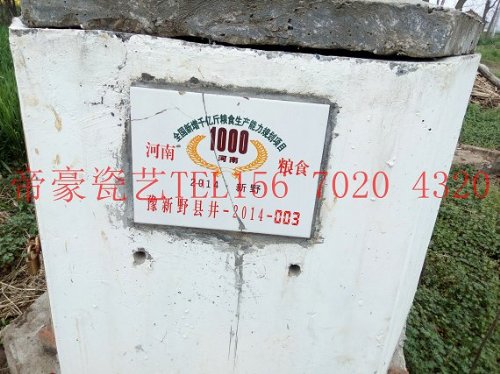 全国新增千亿斤粮食生产能力规划项目
1000
河南
河南 粮食
2014 新野
帝豪瓷艺TEL156 7020 4320
豫新野县井-2014-003